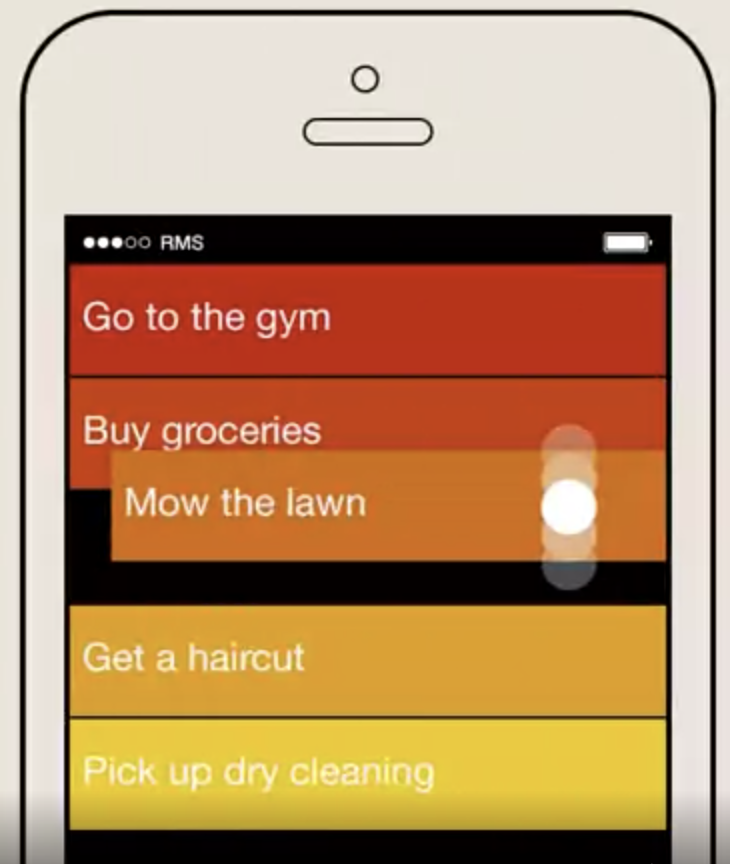 RMS
Go to the gym
Buy groceries
Mow the lawn
Get a haircut
Pick up dry cleaning